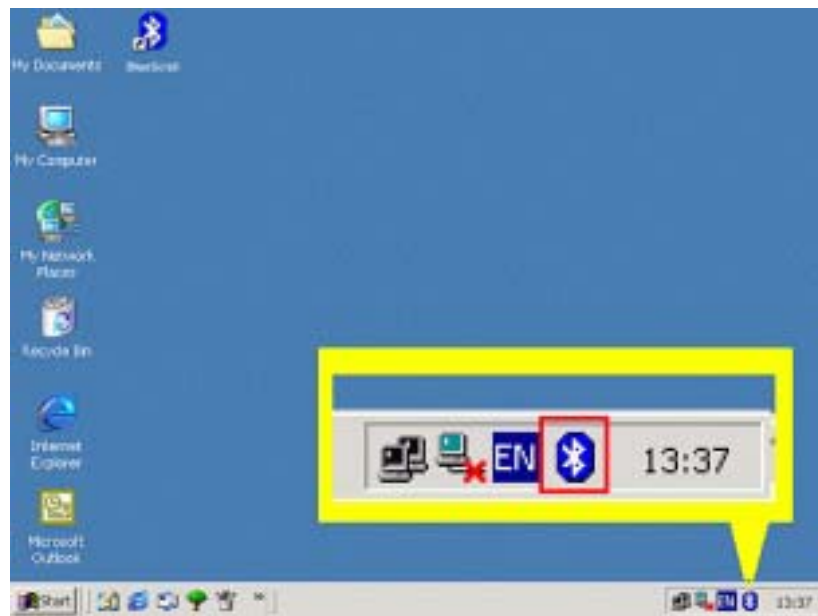 My Documents
My Computer
My Network
Places
Recycle Bin
Internet
Explorer
Microsoft
Outlook
EN
13:37
Start
EN
13:37